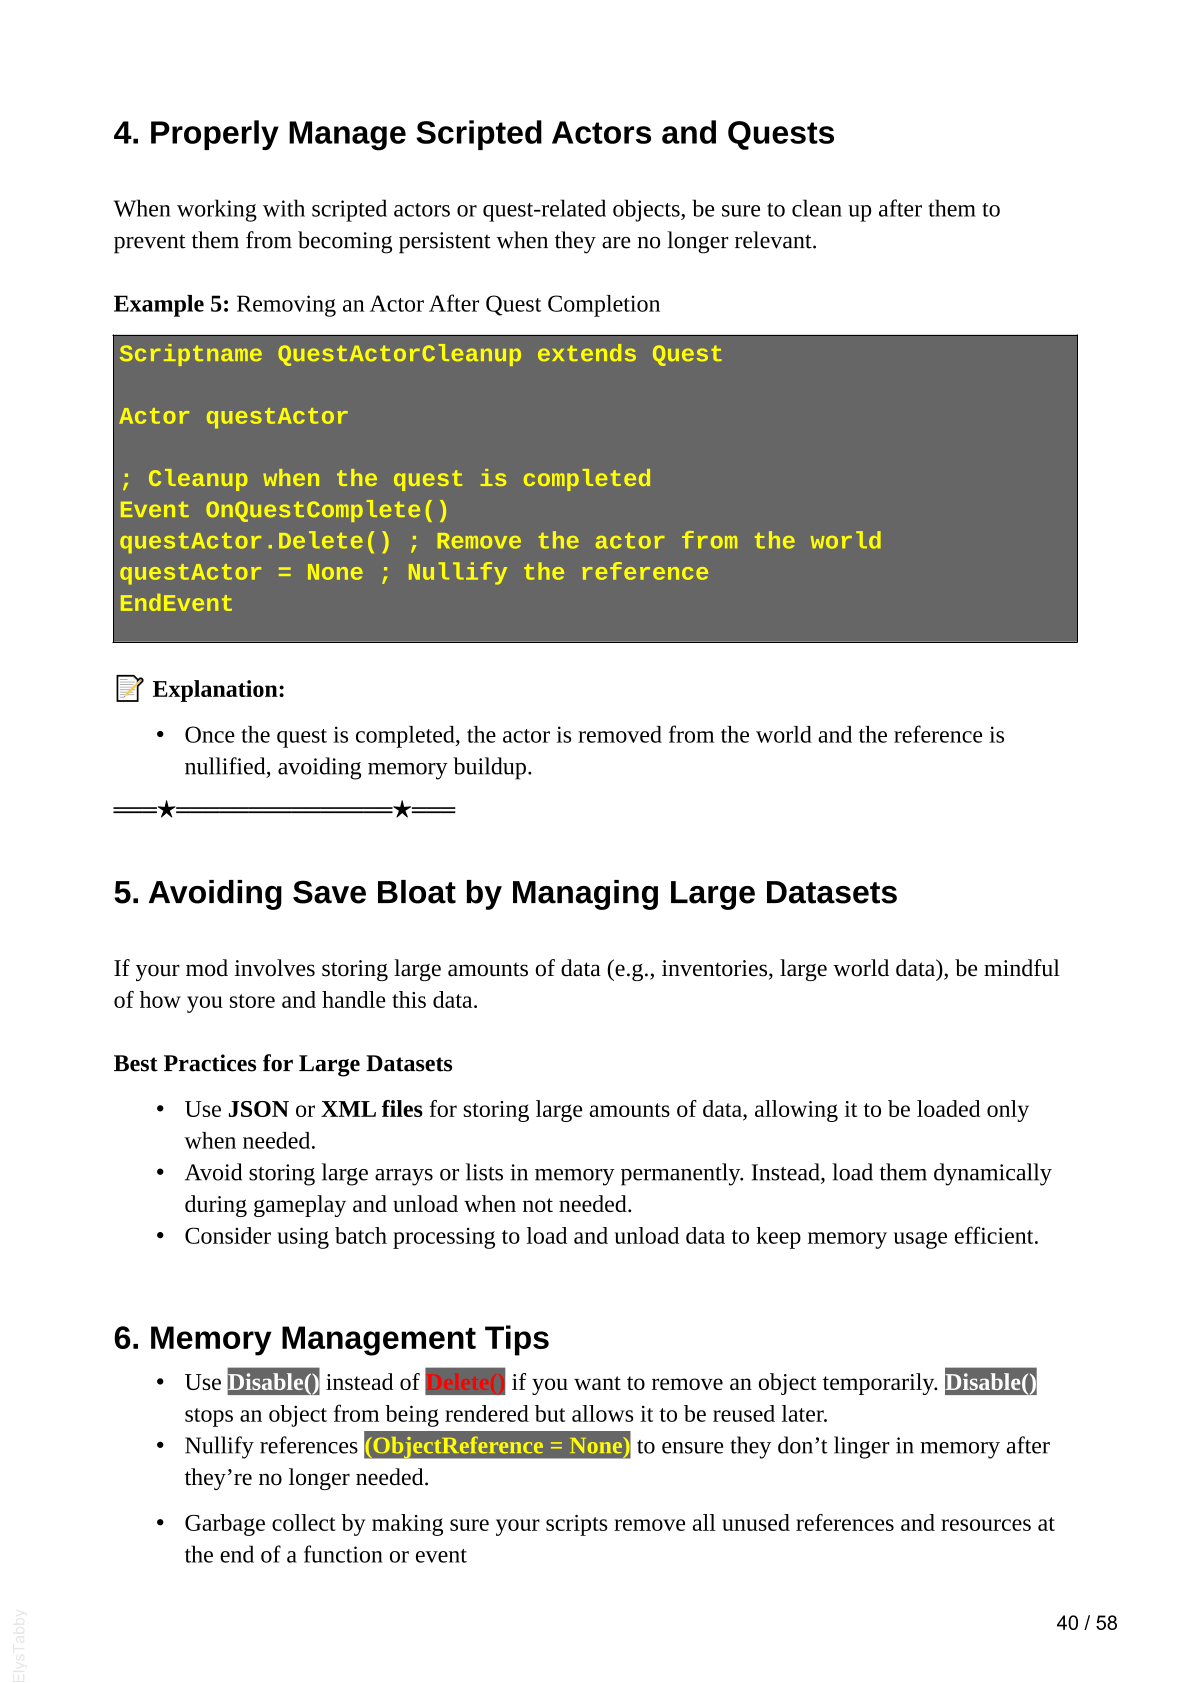 4. Properly Manage Scripted Actors and Quests
When working with scripted actors or quest-related objects, be sure to clean up after them to
prevent them from becoming persistent when they are no longer relevant.
Example 5: Removing an Actor After Quest Completion
Scriptname QuestActorCleanup extends Quest
Actor questActor
; Cleanup when the quest is completed
Event OnQuestComplete()
questActor.Delete() ; Remove the actor from the world
questActor = None ; Nullify the reference
EndEvent
📝 Explanation:
• Once the quest is completed, the actor is removed from the world and the reference is
nullified, avoiding memory buildup.
═══★═══════════════★═══
5. Avoiding Save Bloat by Managing Large Datasets
If your mod involves storing large amounts of data (e.g., inventories, large world data), be mindful
of how you store and handle this data.
Best Practices for Large Datasets
• Use JSON or XML files for storing large amounts of data, allowing it to be loaded only
when needed.
• Avoid storing large arrays or lists in memory permanently. Instead, load them dynamically
during gameplay and unload when not needed.
• Consider using batch processing to load and unload data to keep memory usage efficient.
6. Memory Management Tips
• Use Disable() instead of Delete() if you want to remove an object temporarily. Disable()
stops an object from being rendered but allows it to be reused later.
• Nullify references (ObjectReference = None) to ensure they don’t linger in memory after
they’re no longer needed.
• Garbage collect by making sure your scripts remove all unused references and resources at
the end of a function or event
40 / 58
ElysTabby